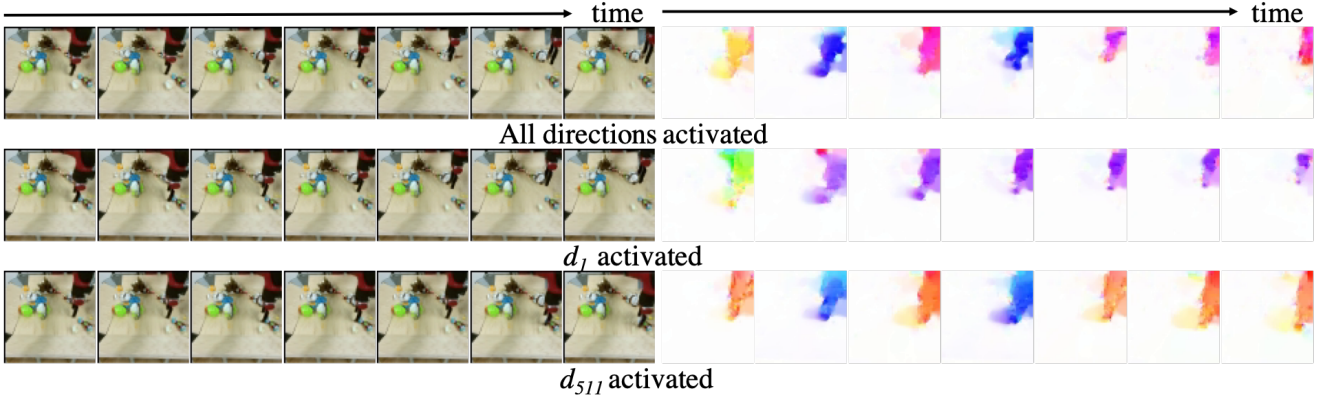 time time
All directions activated
d1 activated
d511 activated